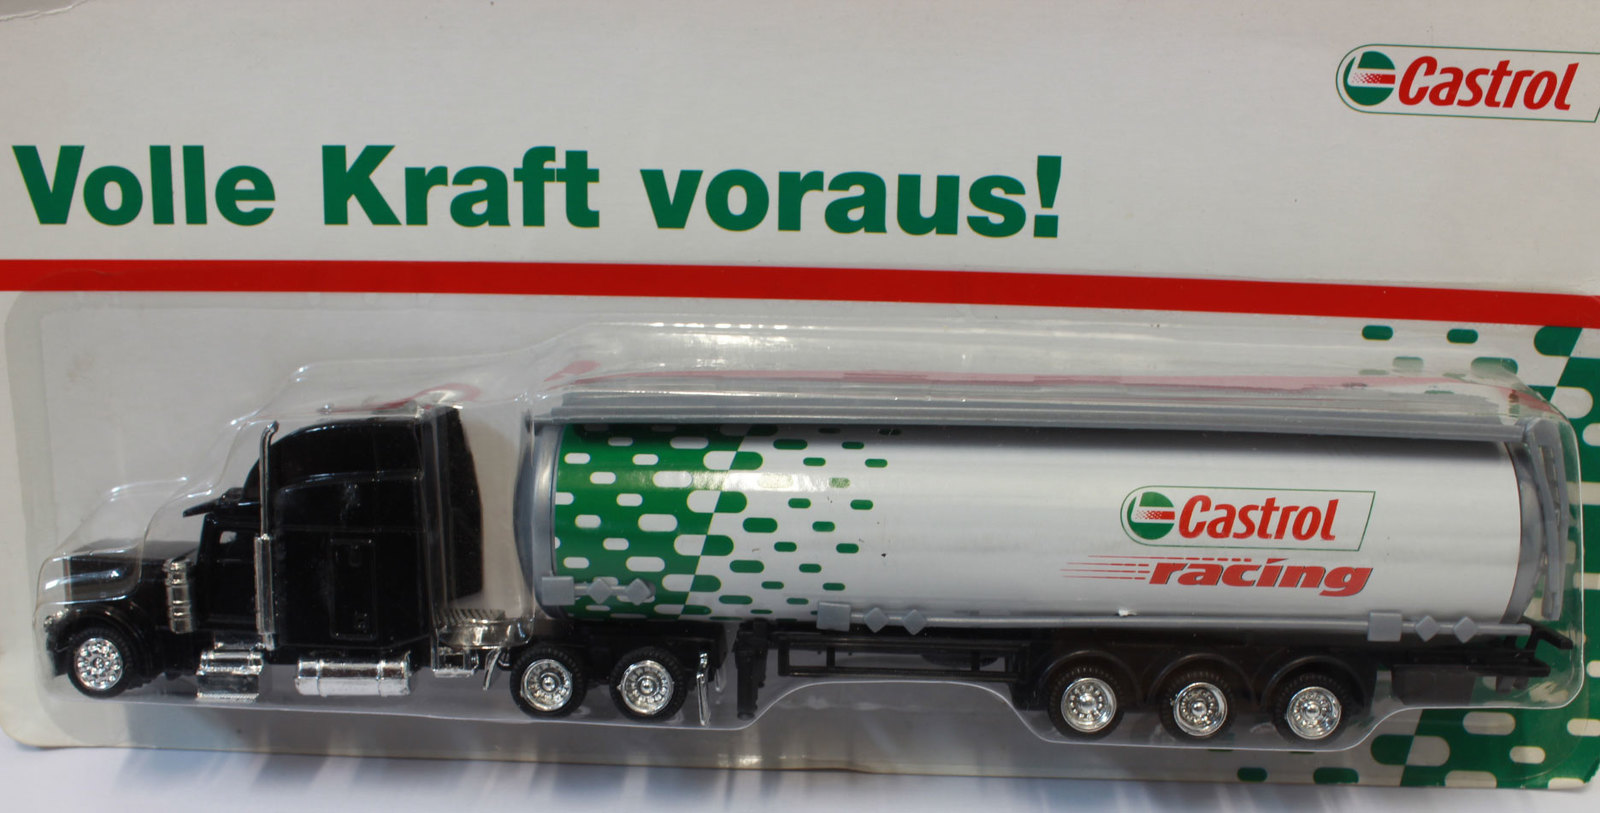 Castrol
Volle Kraft voraus!
Castrol
racing